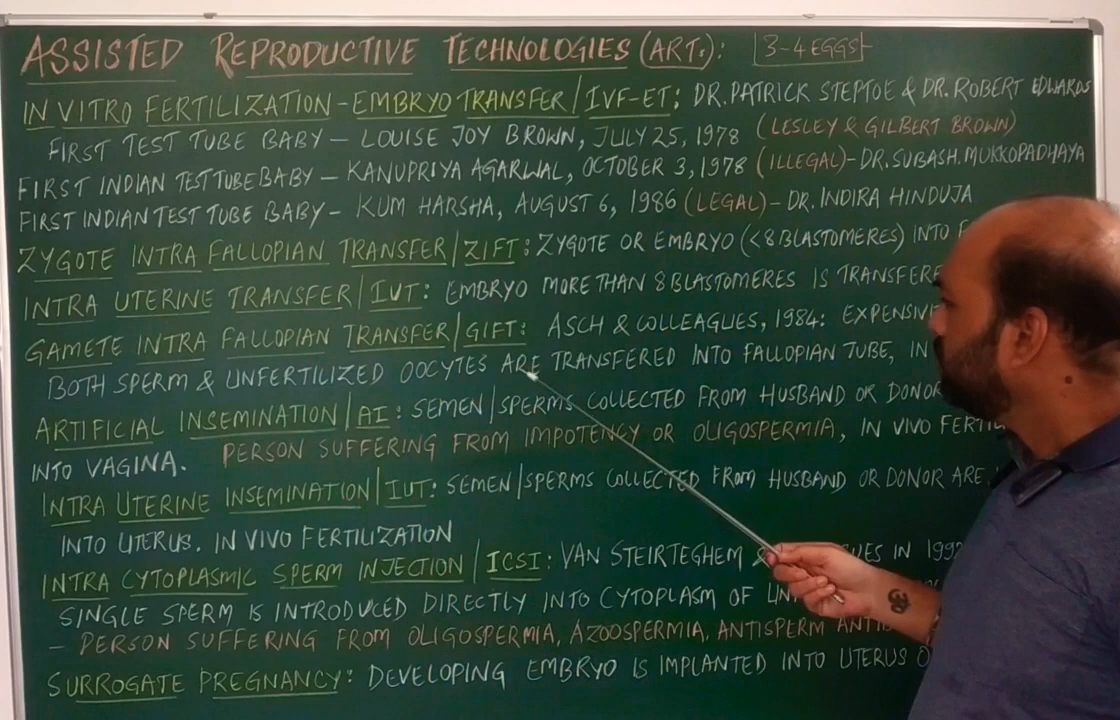 ASSISTED REPRODUCTIVE TECHNOLOGIES (ARTs): 3-4 EGGS
IN VITRO FERTILIZATION - EMBRYO TRANSFER / IVF-ET: DR. PATRICK STEPTOE & DR. ROBERT EDWARDS
FIRST TEST TUBE BABY - LOUISE JOY BROWN, JULY 25, 1978 (LESLEY & GILBERT BROWN)
FIRST INDIAN TEST TUBE BABY - KANUPRIYA AGARWAL, OCTOBER 3, 1978 (ILLEGAL) - DR. SUBASH. MUKKOPADHAYA
FIRST INDIAN TEST TUBE BABY - KUM HARSHA, AUGUST 6, 1986 (LEGAL) - DR. INDIRA HINDUJA
ZYGOTE INTRA FALLOPIAN TRANSFER / ZIFT: ZYGOTE OR EMBRYO (<8 BLASTOMERES) INTO
INTRA UTERINE TRANSFER / IUT: EMBRYO MORE THAN 8 BLASTOMERES IS
GAMETE INTRA FALLOPIAN TRANSFER / GIFT: ASCH & COLLEAGUES, 1984:
BOTH SPERM & UNFERTILIZED OOCYTES ARE TRANSFERED INTO FALLOPIAN TUBE, IN
ARTIFICIAL INSEMINATION / AI: SEMEN / SPERMS COLLECTED FROM HUSBAND OR DONOR
INTO VAGINA. PERSON SUFFERING FROM IMPOTENCY OR OLIGOSPERMIA, IN VIVO
INTRA UTERINE INSEMINATION / IUT: SEMEN / SPERMS COLLECTED FROM HUSBAND OR DONOR ARE
INTO UTERUS. IN VIVO FERTILIZATION
INTRA CYTOPLASMIC SPERM INJECTION / ICSI: VAN STEIRTEGHEM & IN
SINGLE SPERM IS INTRODUCED DIRECTLY INTO CYTOPLASM OF
- PERSON SUFFERING FROM OLIGOSPERMIA, AZOOSPERMIA, ANTISPERM
SURROGATE PREGNANCY: DEVELOPING EMBRYO IS IMPLANTED INTO UTERUS